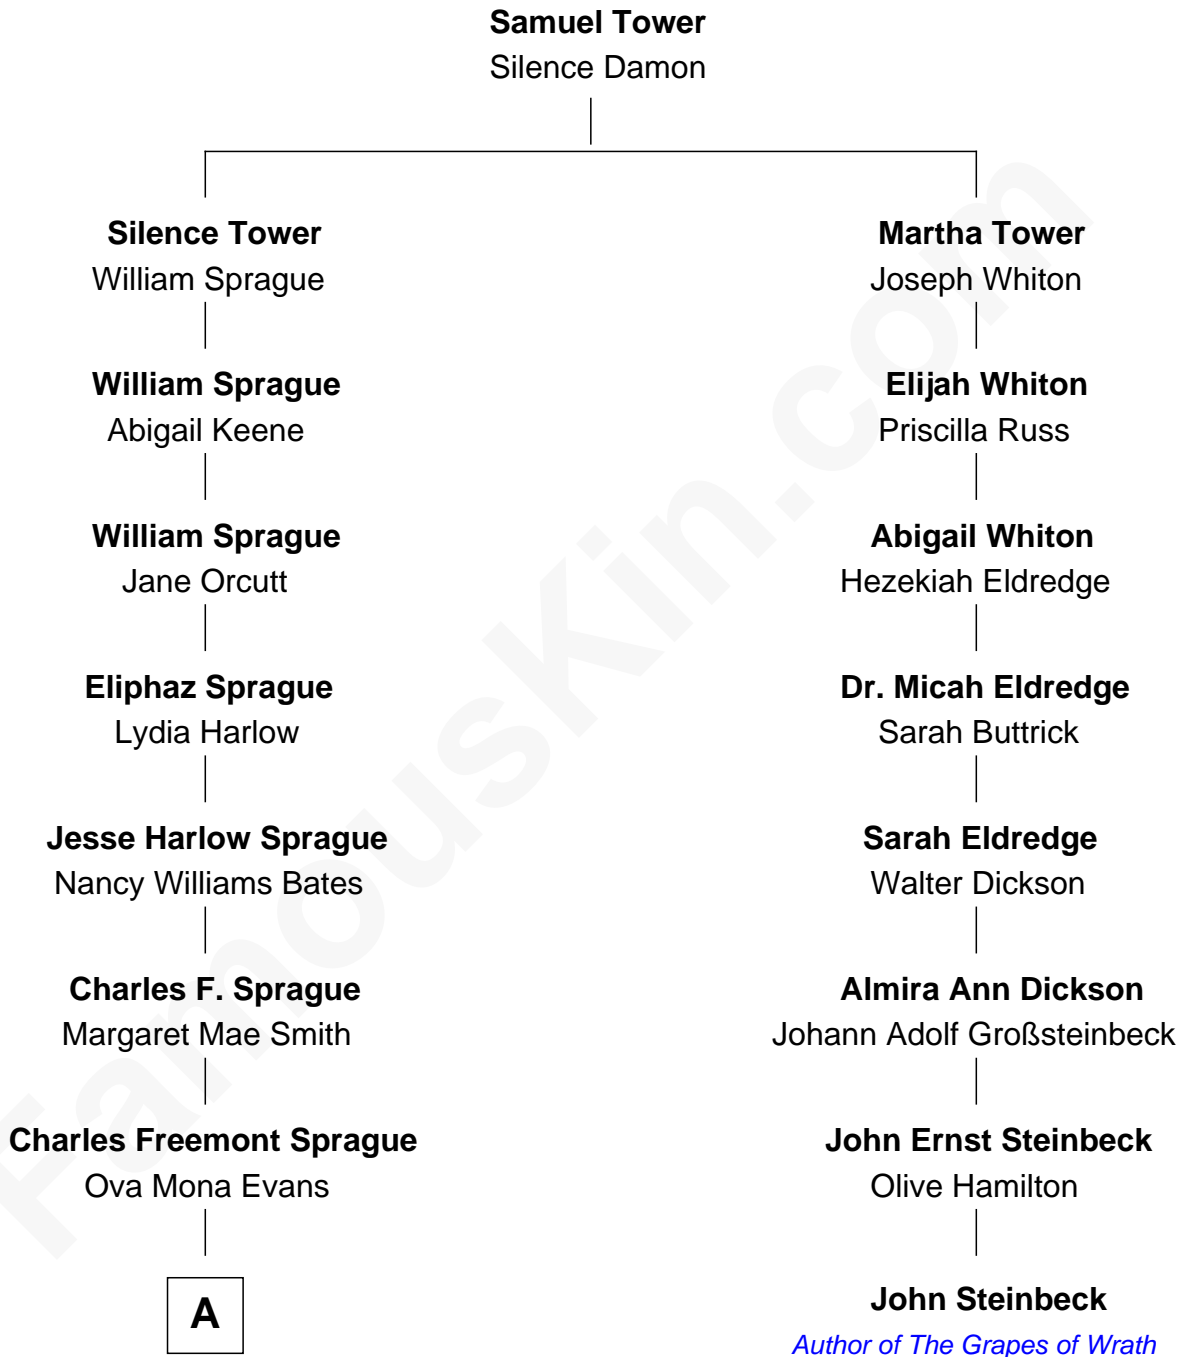 Samuel Tower
Silence Damon
Silence Tower
William Sprague
Martha Tower
Joseph Whiton
William Sprague
Abigail Keene
Elijah Whiton
Priscilla Russ
William Sprague
Jane Orcutt
Abigail Whiton
Hezekiah Eldredge
Eliphaz Sprague
Lydia Harlow
Dr. Micah Eldredge
Sarah Buttrick
Jesse Harlow Sprague
Nancy Williams Bates
Sarah Eldredge
Walter Dickson
Charles F. Sprague
Margaret Mae Smith
Almira Ann Dickson
Johann Adolf Großsteinbeck
Charles Freemont Sprague
Ova Mona Evans
John Ernst Steinbeck
Olive Hamilton
A
John Steinbeck
Author of The Grapes of Wrath
FamousKin.com